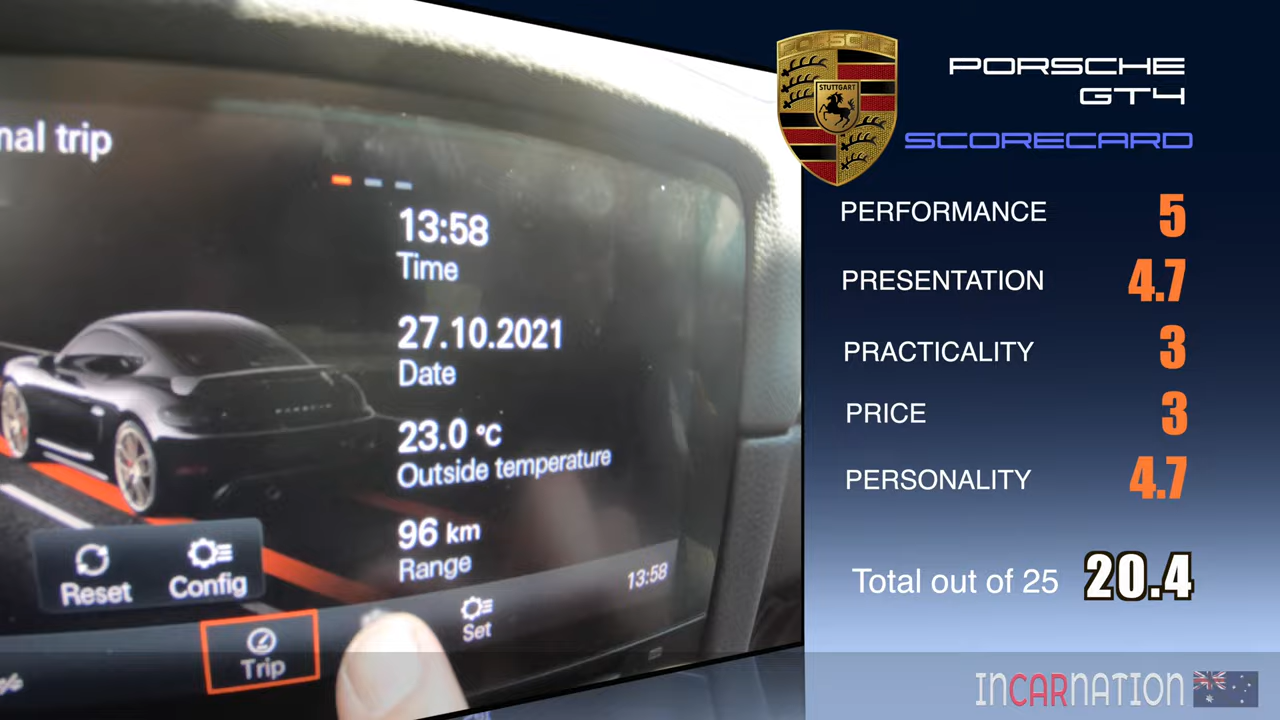 nal trip
13:58
Time
27.10.2021
Date
23.0 °C
Outside temperature
96 km
Range
Reset
Config
13:58
Trip
Set
%
PORSCHE
PORSCHE
STUTTGART
PORSCHE
GT4
SCORECARD
PERFORMANCE 5
PRESENTATION 4.7
PRACTICALITY 3
PRICE 3
PERSONALITY 4.7
Total out of 25 20.4
INCARNATION